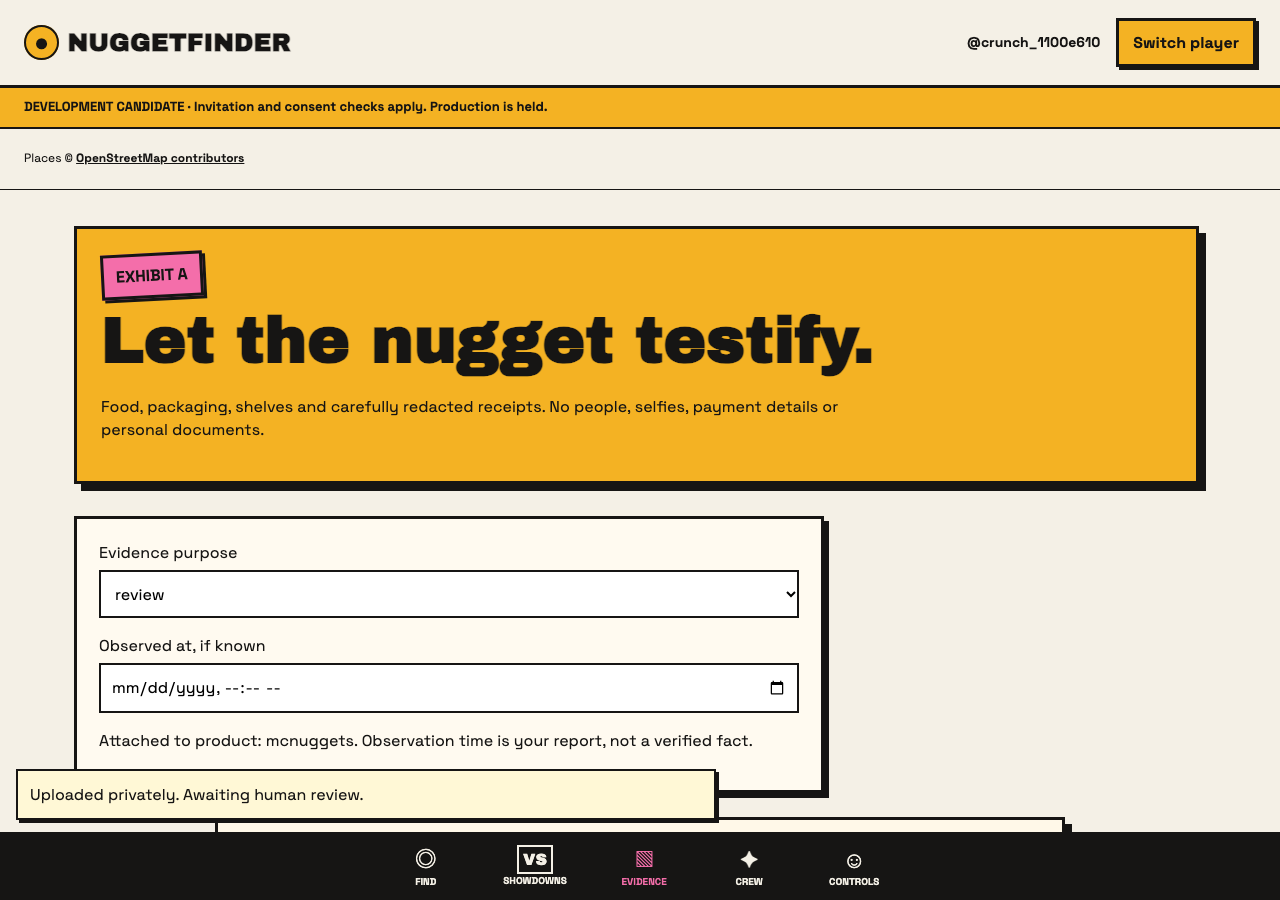 NUGGETFINDER
@crunch_1100e610
Switch player
DEVELOPMENT CANDIDATE · Invitation and consent checks apply. Production is held.
Places © OpenStreetMap contributors
EXHIBIT A
Let the nugget testify.
Food, packaging, shelves and carefully redacted receipts. No people, selfies, payment details or
personal documents.
Evidence purpose
review
Observed at, if known
mm/dd/yyyy, --:-- --
Attached to product: mcnuggets. Observation time is your report, not a verified fact.
Uploaded privately. Awaiting human review.
VS
FIND
SHOWDOWNS
EVIDENCE
CREW
CONTROLS